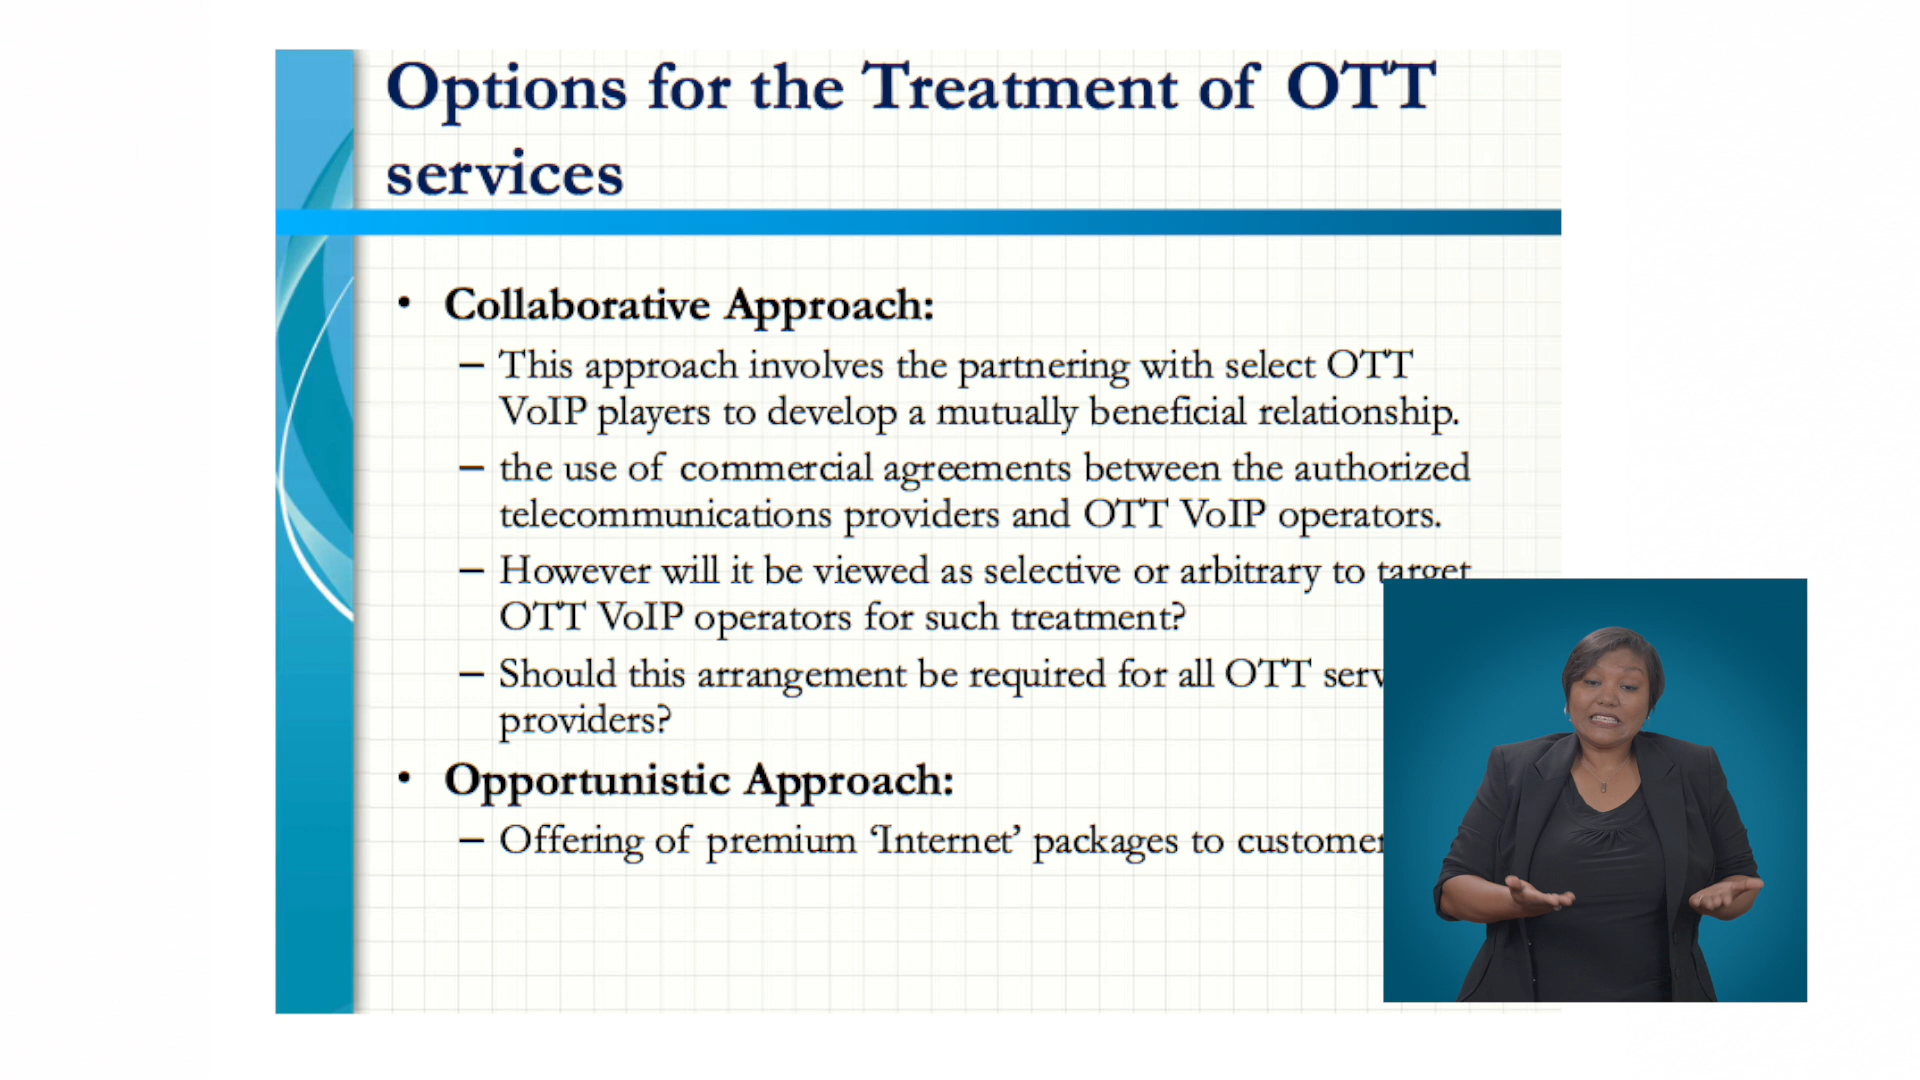 Options for the Treatment of OTT
services
• Collaborative Approach:
– This approach involves the partnering with select OTT
VoIP players to develop a mutually beneficial relationship.
– the use of commercial agreements between the authorized
telecommunications providers and OTT VoIP operators.
– However will it be viewed as selective or arbitrary to target
OTT VoIP operators for such treatment?
– Should this arrangement be required for all OTT
providers?
• Opportunistic Approach:
– Offering of premium ‘Internet’ packages to